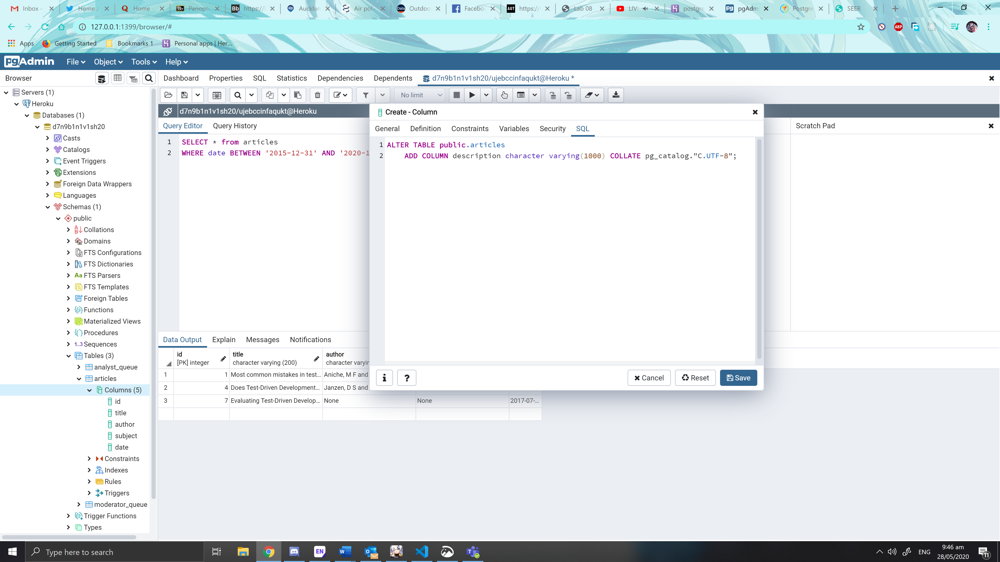 Inbox -
Home /
Home -
Panopt
https://
Aucklan
Air poll
Outdoo
Faceboo
https://
Lab 08
LIVE
postgre
pgAdmi
Postgre
SEER
127.0.0.1:1399/browser/#
Apps
Getting Started
Bookmarks 1
Personal apps | Her...
pgAdmin
File
Object
Tools
Help
Browser
Dashboard
Properties
SQL
Statistics
Dependencies
Dependents
d7n9b1n1v1sh20/ujebccinfaqukt@Heroku *
No limit
Servers (1)
Heroku
Databases (1)
d7n9b1n1v1sh20
Casts
Catalogs
Event Triggers
Extensions
Foreign Data Wrappers
Languages
Schemas (1)
public
Collations
Domains
FTS Configurations
FTS Dictionaries
Aa FTS Parsers
FTS Templates
Foreign Tables
Functions
Materialized Views
Procedures
1..3 Sequences
Tables (3)
analyst_queue
articles
Columns (5)
id
title
author
subject
date
Constraints
Indexes
Rules
Triggers
moderator_queue
Trigger Functions
Types
d7n9b1n1v1sh20/ujebccinfaqukt@Heroku
Query Editor
Query History
Scratch Pad
1 SELECT * from articles
2 WHERE date BETWEEN '2015-12-31' AND '2020-1
Create - Column
General
Definition
Constraints
Variables
Security
SQL
1 ALTER TABLE public.articles
2 ADD COLUMN description character varying(1000) COLLATE pg_catalog."C.UTF-8";
Cancel
Reset
Save
Data Output
Explain
Messages
Notifications
id
[PK] integer
title
character varying (200)
author
character varyin
1 1 Most common mistakes in test... Aniche, M F and
2 4 Does Test-Driven Development... Janzen, D S and
3 7 Evaluating Test-Driven Develop... None None 2017-07-...
Type here to search
ENG
9:46 am
28/05/2020
11